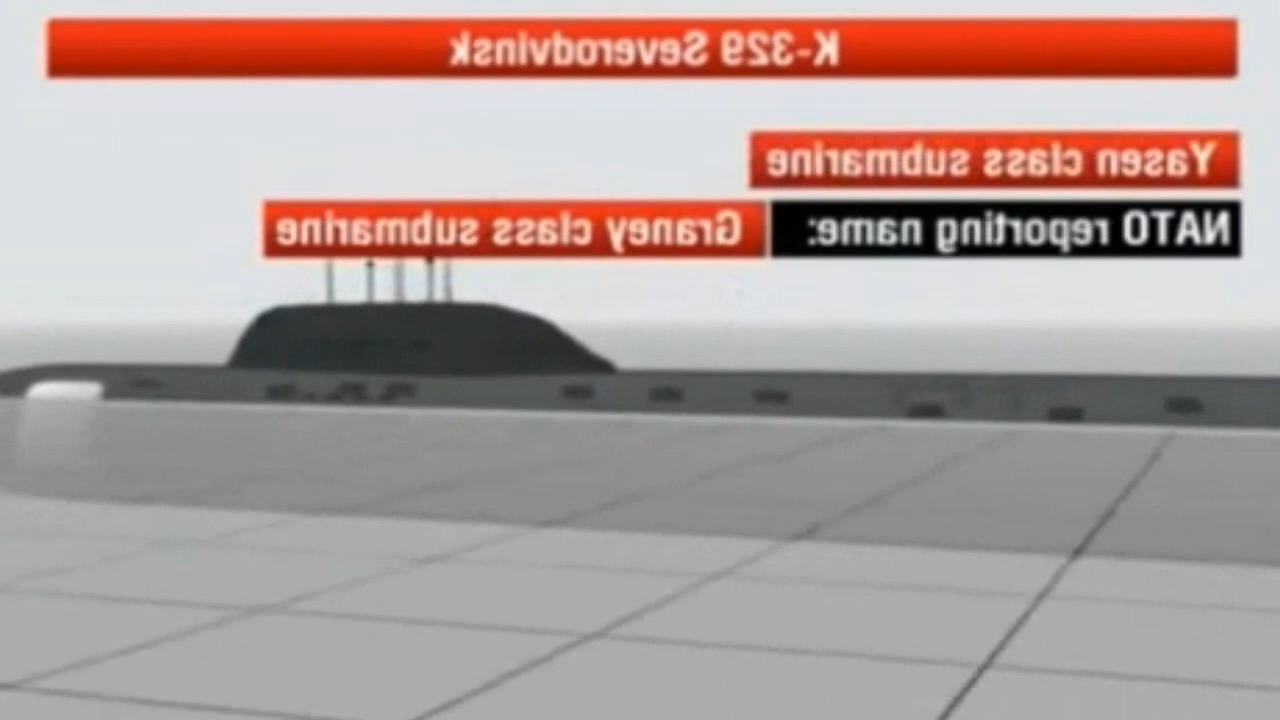 K-329 Severodvinsk
Yasen class submarine
NATO reporting name: Graney class submarine